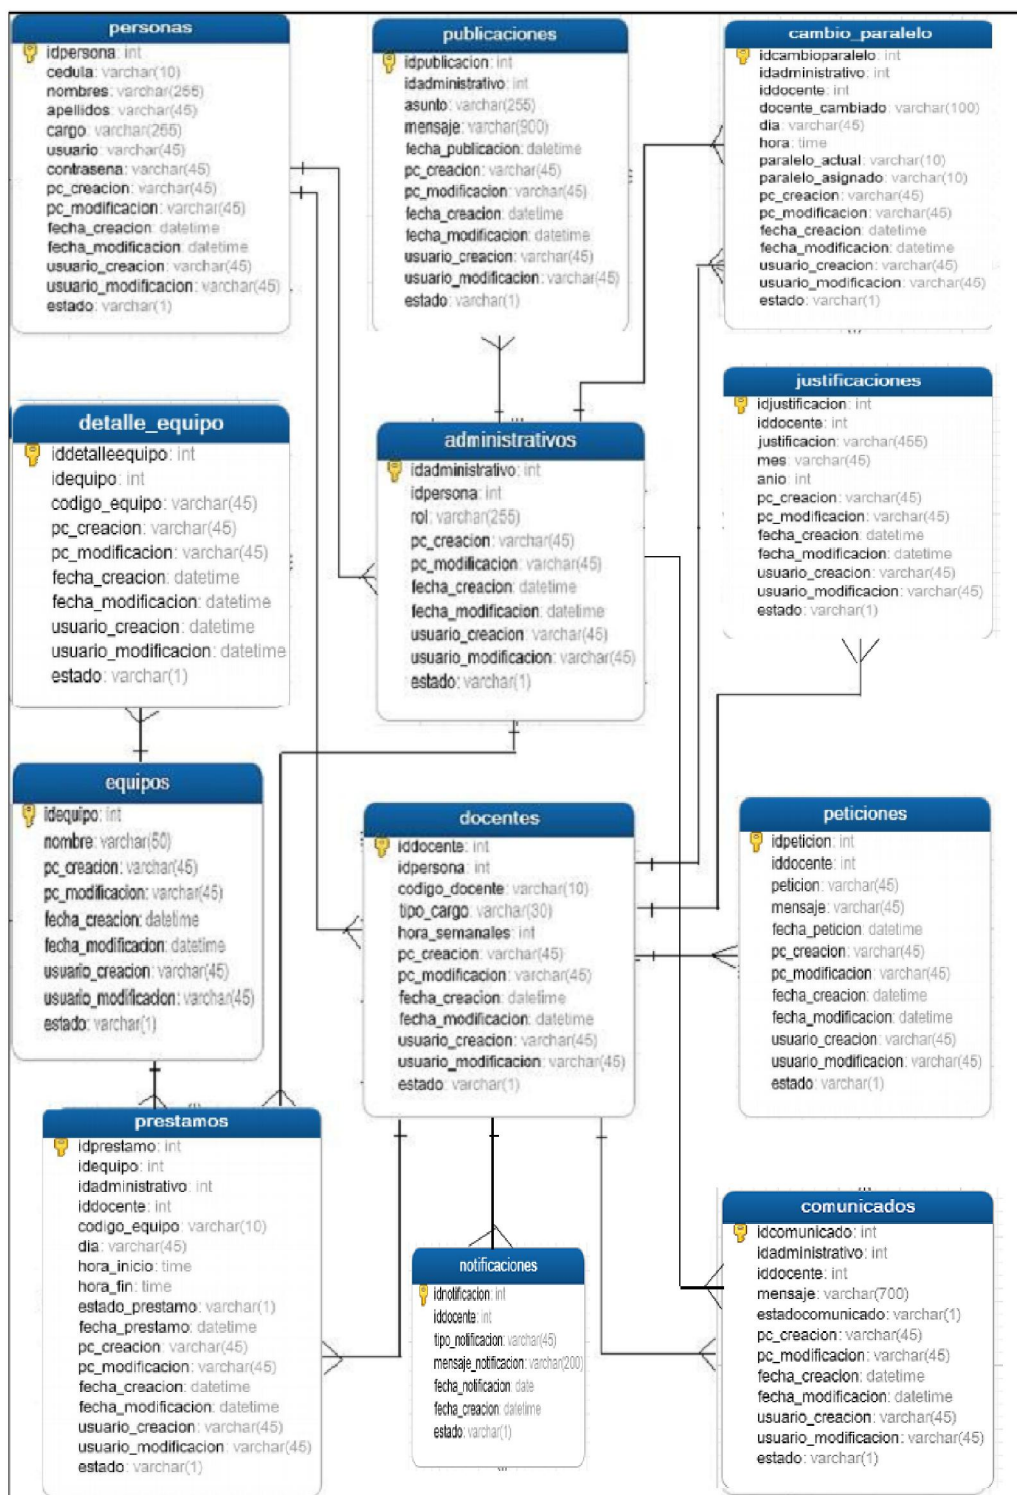 personas
idpersona: int
cedula: varchar(10)
nombres: varchar(255)
apellidos: varchar(45)
cargo: varchar(255)
usuario: varchar(45)
contrasena: varchar(45)
pc_creacion: varchar(45)
pc_modificacion: varchar(45)
fecha_creacion: datetime
fecha_modificacion: datetime
usuario_creacion: varchar(45)
usuario_modificacion: varchar(45)
estado: varchar(1)
publicaciones
idpublicacion: int
idadministrativo: int
asunto: varchar(255)
mensaje: varchar(900)
fecha_publicacion: datetime
pc_creacion: varchar(45)
pc_modificacion: varchar(45)
fecha_creacion: datetime
fecha_modificacion: datetime
usuario_creacion: varchar(45)
usuario_modificacion: varchar(45)
estado: varchar(1)
cambio_paralelo
idcambioparalelo: int
idadministrativo: int
iddocente: int
docente_cambiado: varchar(100)
dia: varchar(45)
hora: time
paralelo_actual: varchar(10)
paralelo_asignado: varchar(10)
pc_creacion: varchar(45)
pc_modificacion: varchar(45)
fecha_creacion: datetime
fecha_modificacion: datetime
usuario_creacion: varchar(45)
usuario_modificacion: varchar(45)
estado: varchar(1)
detalle_equipo
iddetalleequipo: int
idequipo: int
codigo_equipo: varchar(45)
pc_creacion: varchar(45)
pc_modificacion: varchar(45)
fecha_creacion: datetime
fecha_modificacion: datetime
usuario_creacion: datetime
usuario_modificacion: datetime
estado: varchar(1)
administrativos
idadministrativo: int
idpersona: int
rol: varchar(255)
pc_creacion: varchar(45)
pc_modificacion: varchar(45)
fecha_creacion: datetime
fecha_modificacion: datetime
usuario_creacion: varchar(45)
usuario_modificacion: varchar(45)
estado: varchar(1)
justificaciones
idjustificacion: int
iddocente: int
justificacion: varchar(455)
mes: varchar(45)
anio: int
pc_creacion: varchar(45)
pc_modificacion: varchar(45)
fecha_creacion: datetime
fecha_modificacion: datetime
usuario_creacion: varchar(45)
usuario_modificacion: varchar(45)
estado: varchar(1)
equipos
idequipo: int
nombre: varchar(50)
pc_creacion: varchar(45)
pc_modificacion: varchar(45)
fecha_creacion: datetime
fecha_modificacion: datetime
usuario_creacion: varchar(45)
usuario_modificacion: varchar(45)
estado: varchar(1)
docentes
iddocente: int
idpersona: int
codigo_docente: varchar(10)
tipo_cargo: varchar(30)
hora_semanales: int
pc_creacion: varchar(45)
pc_modificacion: varchar(45)
fecha_creacion: datetime
fecha_modificacion: datetime
usuario_creacion: varchar(45)
usuario_modificacion: varchar(45)
estado: varchar(1)
peticiones
idpeticion: int
iddocente: int
peticion: varchar(45)
mensaje: varchar(45)
fecha_peticion: datetime
pc_creacion: varchar(45)
pc_modificacion: varchar(45)
fecha_creacion: datetime
fecha_modificacion: datetime
usuario_creacion: varchar(45)
usuario_modificacion: varchar(45)
estado: varchar(1)
prestamos
idprestamo: int
idequipo: int
idadministrativo: int
iddocente: int
codigo_equipo: varchar(10)
dia: varchar(45)
hora_inicio: time
hora_fin: time
estado_prestamo: varchar(1)
fecha_prestamo: datetime
pc_creacion: varchar(45)
pc_modificacion: varchar(45)
fecha_creacion: datetime
fecha_modificacion: datetime
usuario_creacion: varchar(45)
usuario_modificacion: varchar(45)
estado: varchar(1)
notificaciones
idnotificacion: int
iddocente: int
tipo_notificacion: varchar(45)
mensaje_notificacion: varchar(200)
fecha_notificacion: date
fecha_creacion: datetime
estado: varchar(1)
comunicados
idcomunicado: int
idadministrativo: int
iddocente: int
mensaje: varchar(700)
estadocomunicado: varchar(1)
pc_creacion: varchar(45)
pc_modificacion: varchar(45)
fecha_creacion: datetime
fecha_modificacion: datetime
usuario_creacion: varchar(45)
usuario_modificacion: varchar(45)
estado: varchar(1)